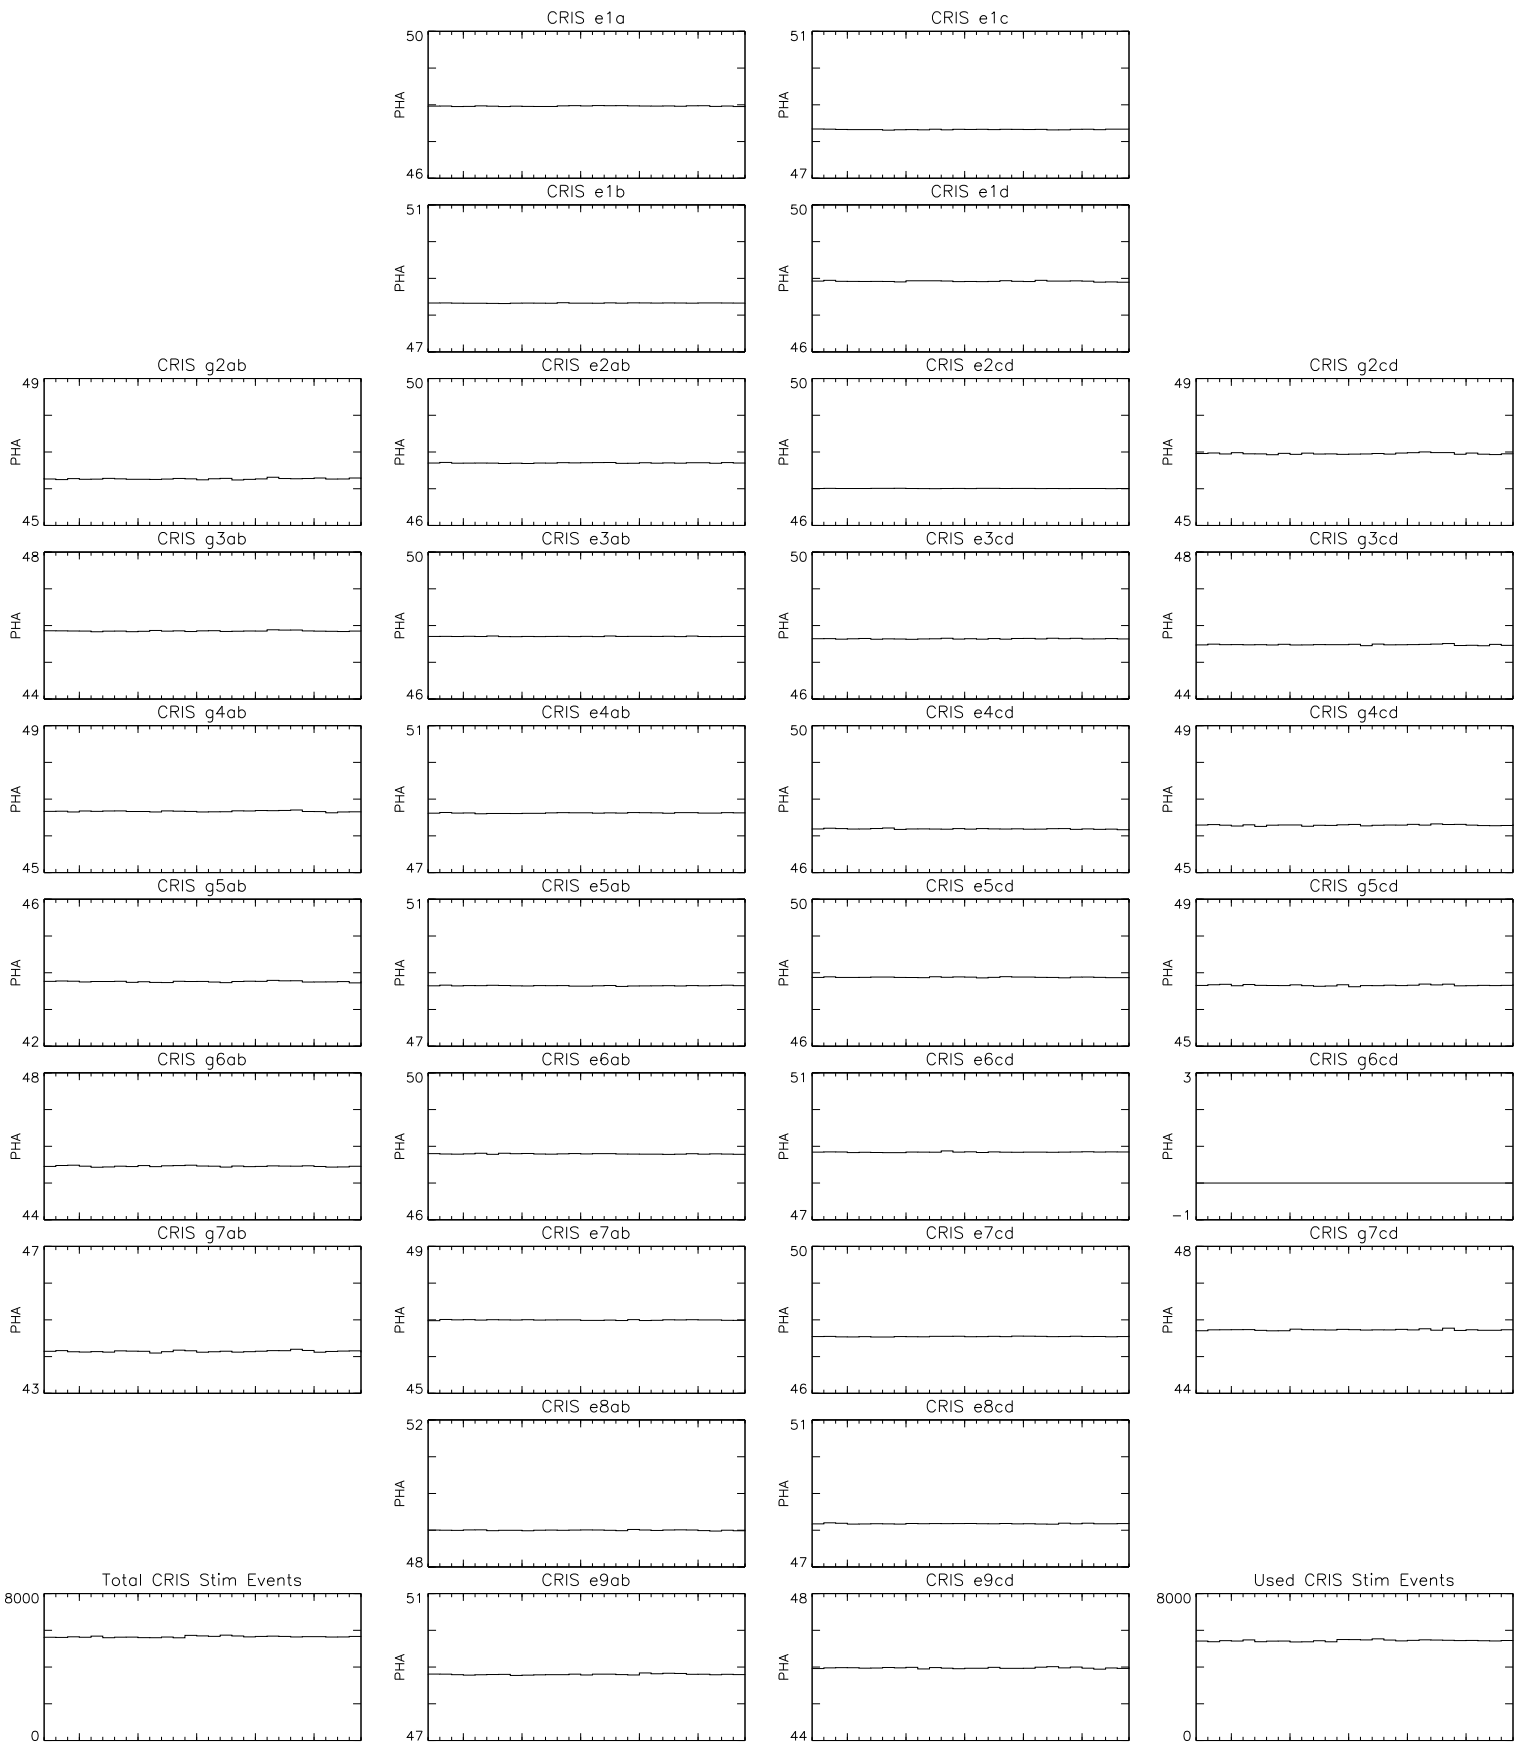 CRIS e1a CRIS e1c
50 51
PHA PHA
46 47
CRIS e1b CRIS e1d
51 50
PHA PHA
47 46
CRIS g2ab CRIS e2ab CRIS e2cd CRIS g2cd
49 50 50 49
PHA PHA PHA PHA
45 46 46 45
CRIS g3ab CRIS e3ab CRIS e3cd CRIS g3cd
48 50 50 48
PHA PHA PHA PHA
44 46 46 44
CRIS g4ab CRIS e4ab CRIS e4cd CRIS g4cd
49 51 50 49
PHA PHA PHA PHA
45 47 46 45
CRIS g5ab CRIS e5ab CRIS e5cd CRIS g5cd
46 51 50 49
PHA PHA PHA PHA
42 47 46 45
CRIS g6ab CRIS e6ab CRIS e6cd CRIS g6cd
48 50 51 3
PHA PHA PHA PHA
44 46 47 -1
CRIS g7ab CRIS e7ab CRIS e7cd CRIS g7cd
47 49 50 48
PHA PHA PHA PHA
43 45 46 44
CRIS e8ab CRIS e8cd
52 51
PHA PHA
48 47
Total CRIS Stim Events CRIS e9ab CRIS e9cd Used CRIS Stim Events
8000 51 48 8000
PHA PHA
0 47 44 0